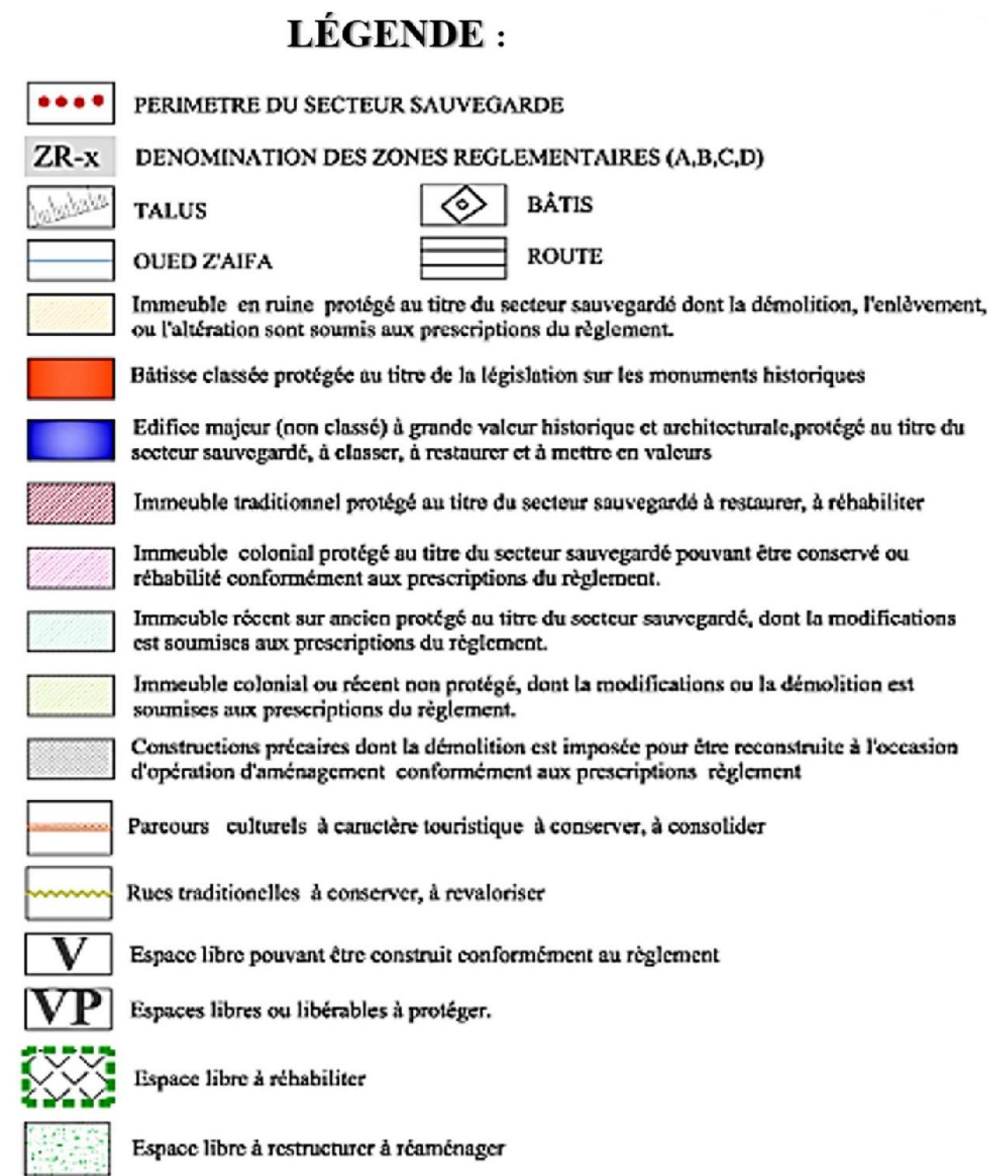 LÉGENDE :
PERIMETRE DU SECTEUR SAUVEGARDE
ZR-x DENOMINATION DES ZONES REGLEMENTAIRES (A,B,C,D)
TALUS BÂTIS
OUED Z'AIFA ROUTE
Immeuble en ruine protégé au titre du secteur sauvegardé dont la démolition, l'enlèvement,
ou l'altération sont soumis aux prescriptions du règlement.
Bâtisse classée protégée au titre de la législation sur les monuments historiques
Edifice majeur (non classé) à grande valeur historique et architecturale,protégé au titre du
secteur sauvegardé, à classer, à restaurer et à mettre en valeurs
Immeuble traditionnel protégé au titre du secteur sauvegardé à restaurer, à réhabiliter
Immeuble colonial protégé au titre du secteur sauvegardé pouvant être conservé ou
réhabilité conformément aux prescriptions du règlement.
Immeuble récent sur ancien protégé au titre du secteur sauvegardé, dont la modifications
est soumises aux prescriptions du règlement.
Immeuble colonial ou récent non protégé, dont la modifications ou la démolition est
soumises aux prescriptions du règlement.
Constructions précaires dont la démolition est imposée pour être reconstruite à l'occasion
d'opération d'aménagement conformément aux prescriptions règlement
Parcours culturels à caractère touristique à conserver, à consolider
Rues traditionelles à conserver, à revaloriser
V Espace libre pouvant être construit conformément au règlement
VP Espaces libres ou libérables à protéger.
Espace libre à réhabiliter
Espace libre à restructurer à réaménager